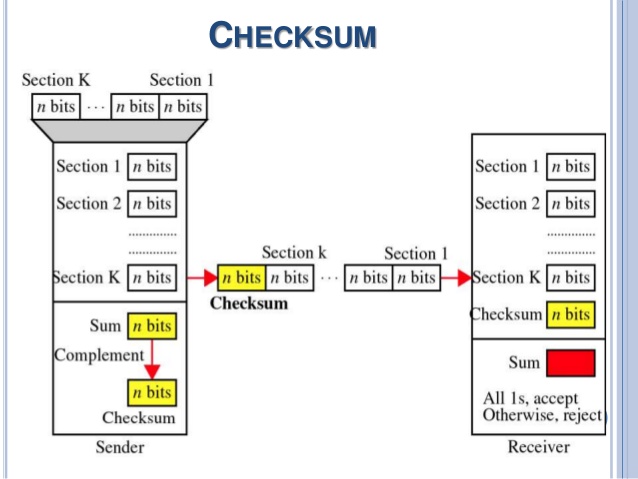 CHECKSUM
Section K Section 1
n bits ... n bits n bits
Section 1 n bits
Section 2 n bits
..............
..............
Section K n bits
Sum n bits
Complement
n bits
Checksum
Sender
Section k Section 1
n bits n bits ... n bits n bits
Checksum
Section 1 n bits
Section 2 n bits
..............
..............
Section K n bits
Checksum n bits
Sum
All 1s, accept
Otherwise, reject
Receiver